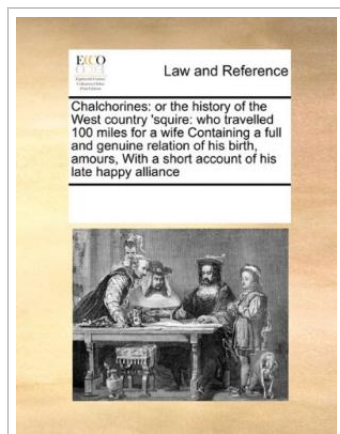 ECCO
Law and Reference
Chalchorines: or the history of the
West country 'squire: who travelled
100 miles for a wife Containing a full
and genuine relation of his birth,
amours, With a short account of his
late happy alliance